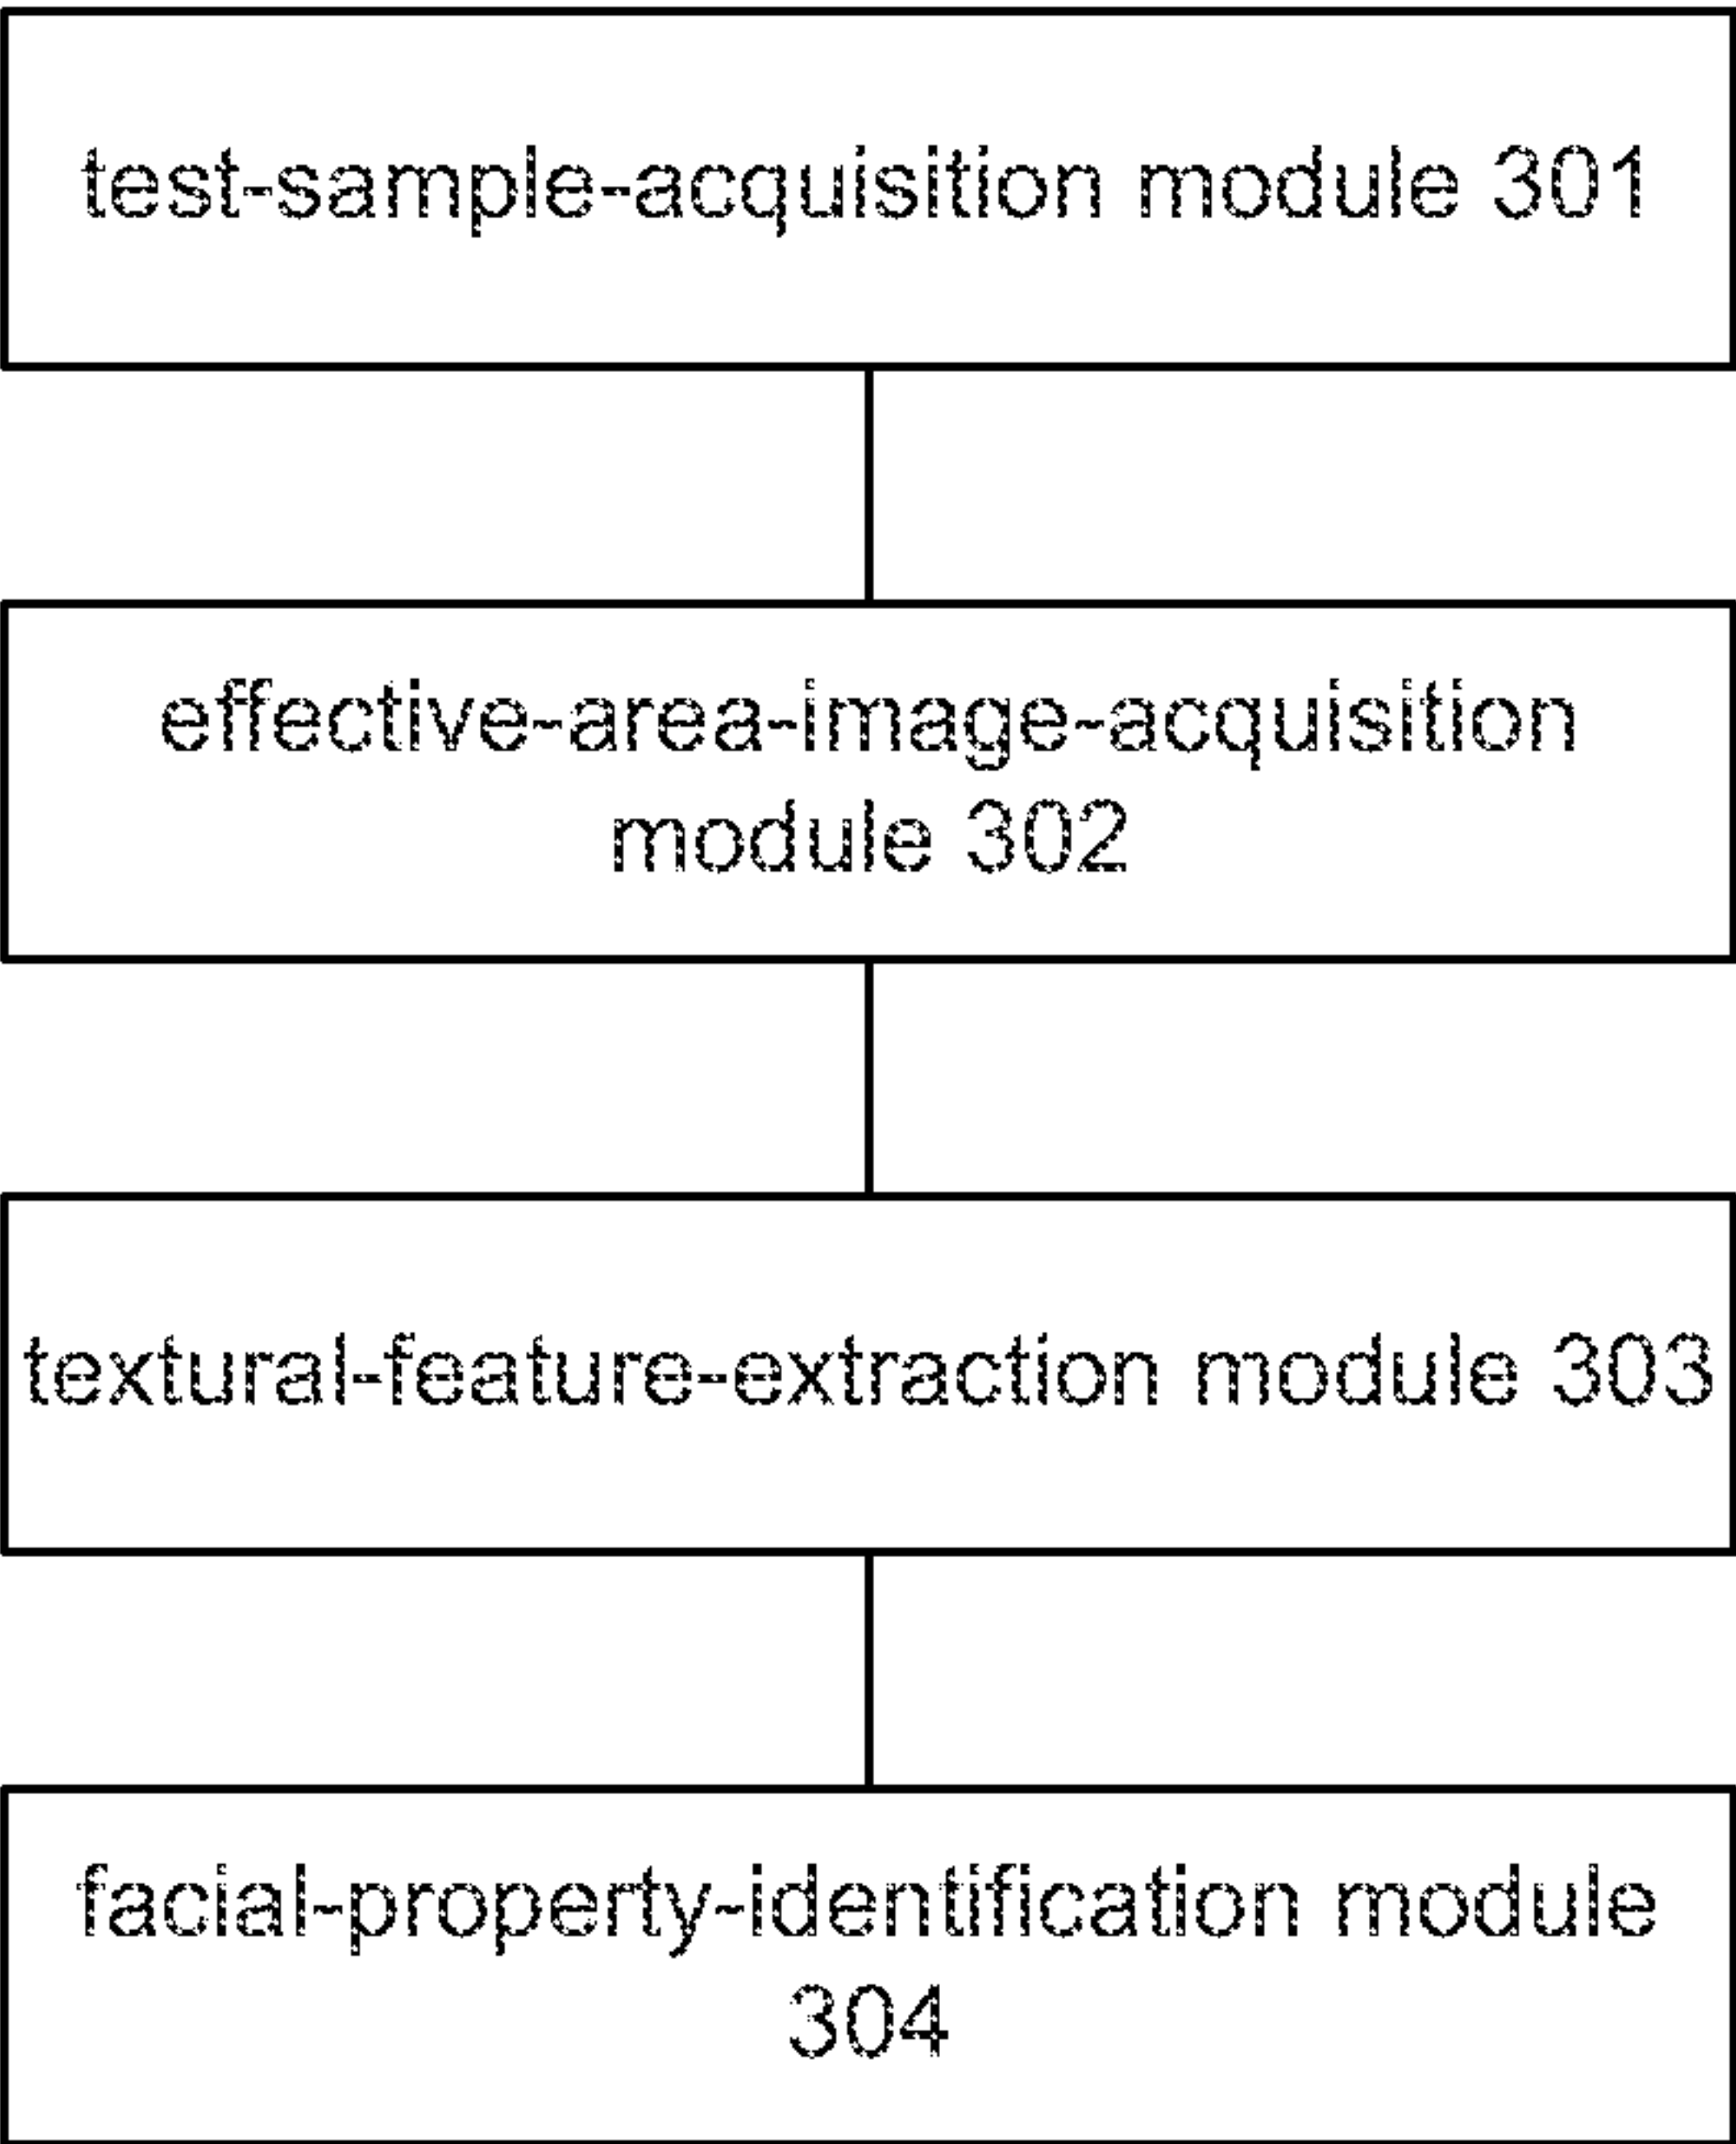 test-sample-acquisition module 301
effective-area-image-acquisition
module 302
textural-feature-extraction module 303
facial-property-identification module
304